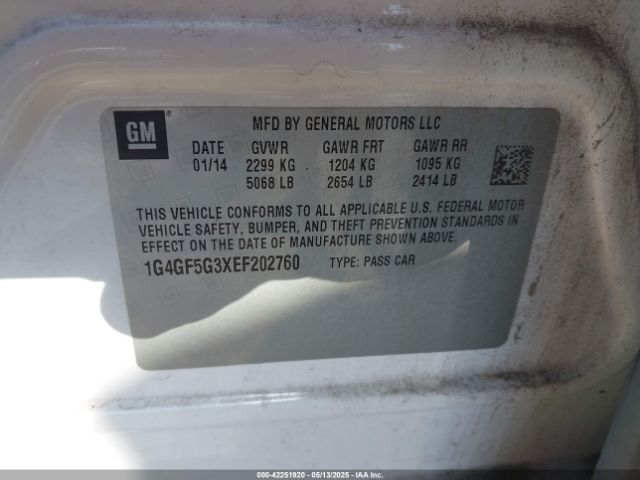 GM
MFD BY GENERAL MOTORS LLC
DATE GVWR GAWR FRT GAWR RR
01/14 2299 KG 1204 KG 1095 KG
5068 LB 2654 LB 2414 LB
THIS VEHICLE CONFORMS TO ALL APPLICABLE U.S. FEDERAL MOTOR
VEHICLE SAFETY, BUMPER, AND THEFT PREVENTION STANDARDS IN
EFFECT ON THE DATE OF MANUFACTURE SHOWN ABOVE.
1G4GF5G3XEF202760 TYPE: PASS CAR
000-42251920 - 05/13/2025 - IAA Inc.